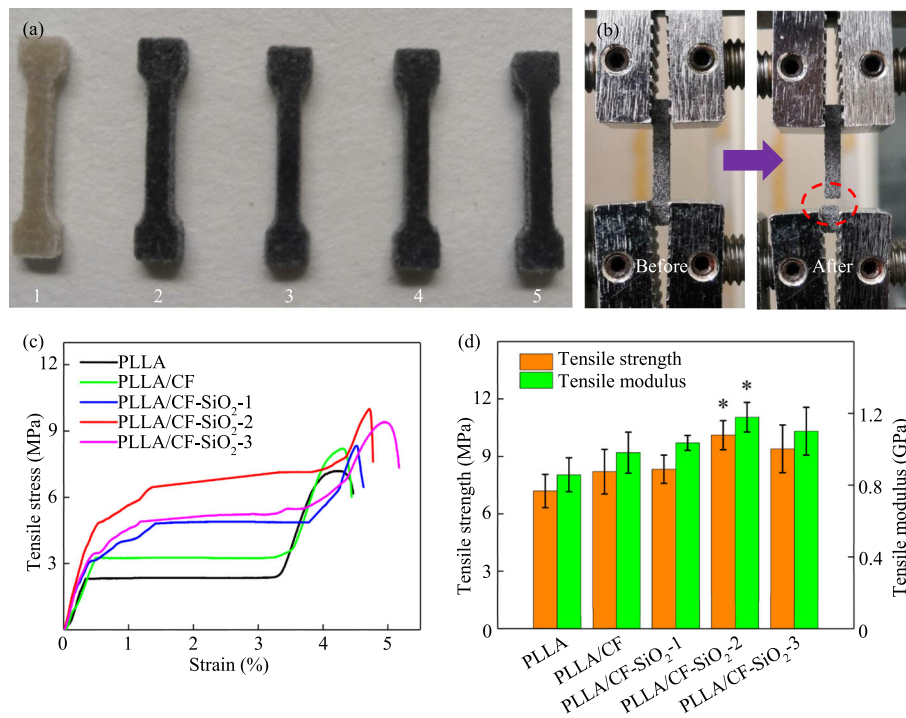 (a)
1 2 3 4 5
(b)
Before
After
(c)
Tensile stress (MPa)
12
9
6
3
0 1 2 3 4 5
Strain (%)
PLLA
PLLA/CF
PLLA/CF-SiO2-1
PLLA/CF-SiO2-2
PLLA/CF-SiO2-3
(d)
Tensile strength
Tensile modulus
Tensile strength (MPa)
12
9
6
3
0
* *
1.2
0.8
0.4
0
Tensile modulus (GPa)
PLLA
PLLA/CF
PLLA/CF-SiO2-1
PLLA/CF-SiO2-2
PLLA/CF-SiO2-3